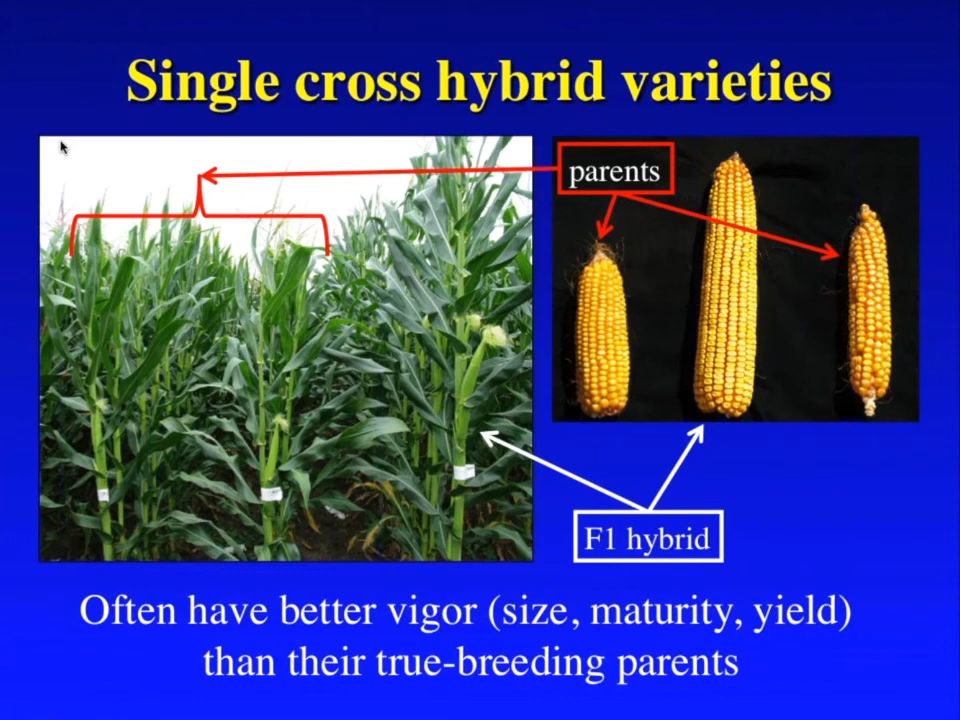 Single cross hybrid varieties
parents
F1 hybrid
Often have better vigor (size, maturity, yield)
than their true-breeding parents